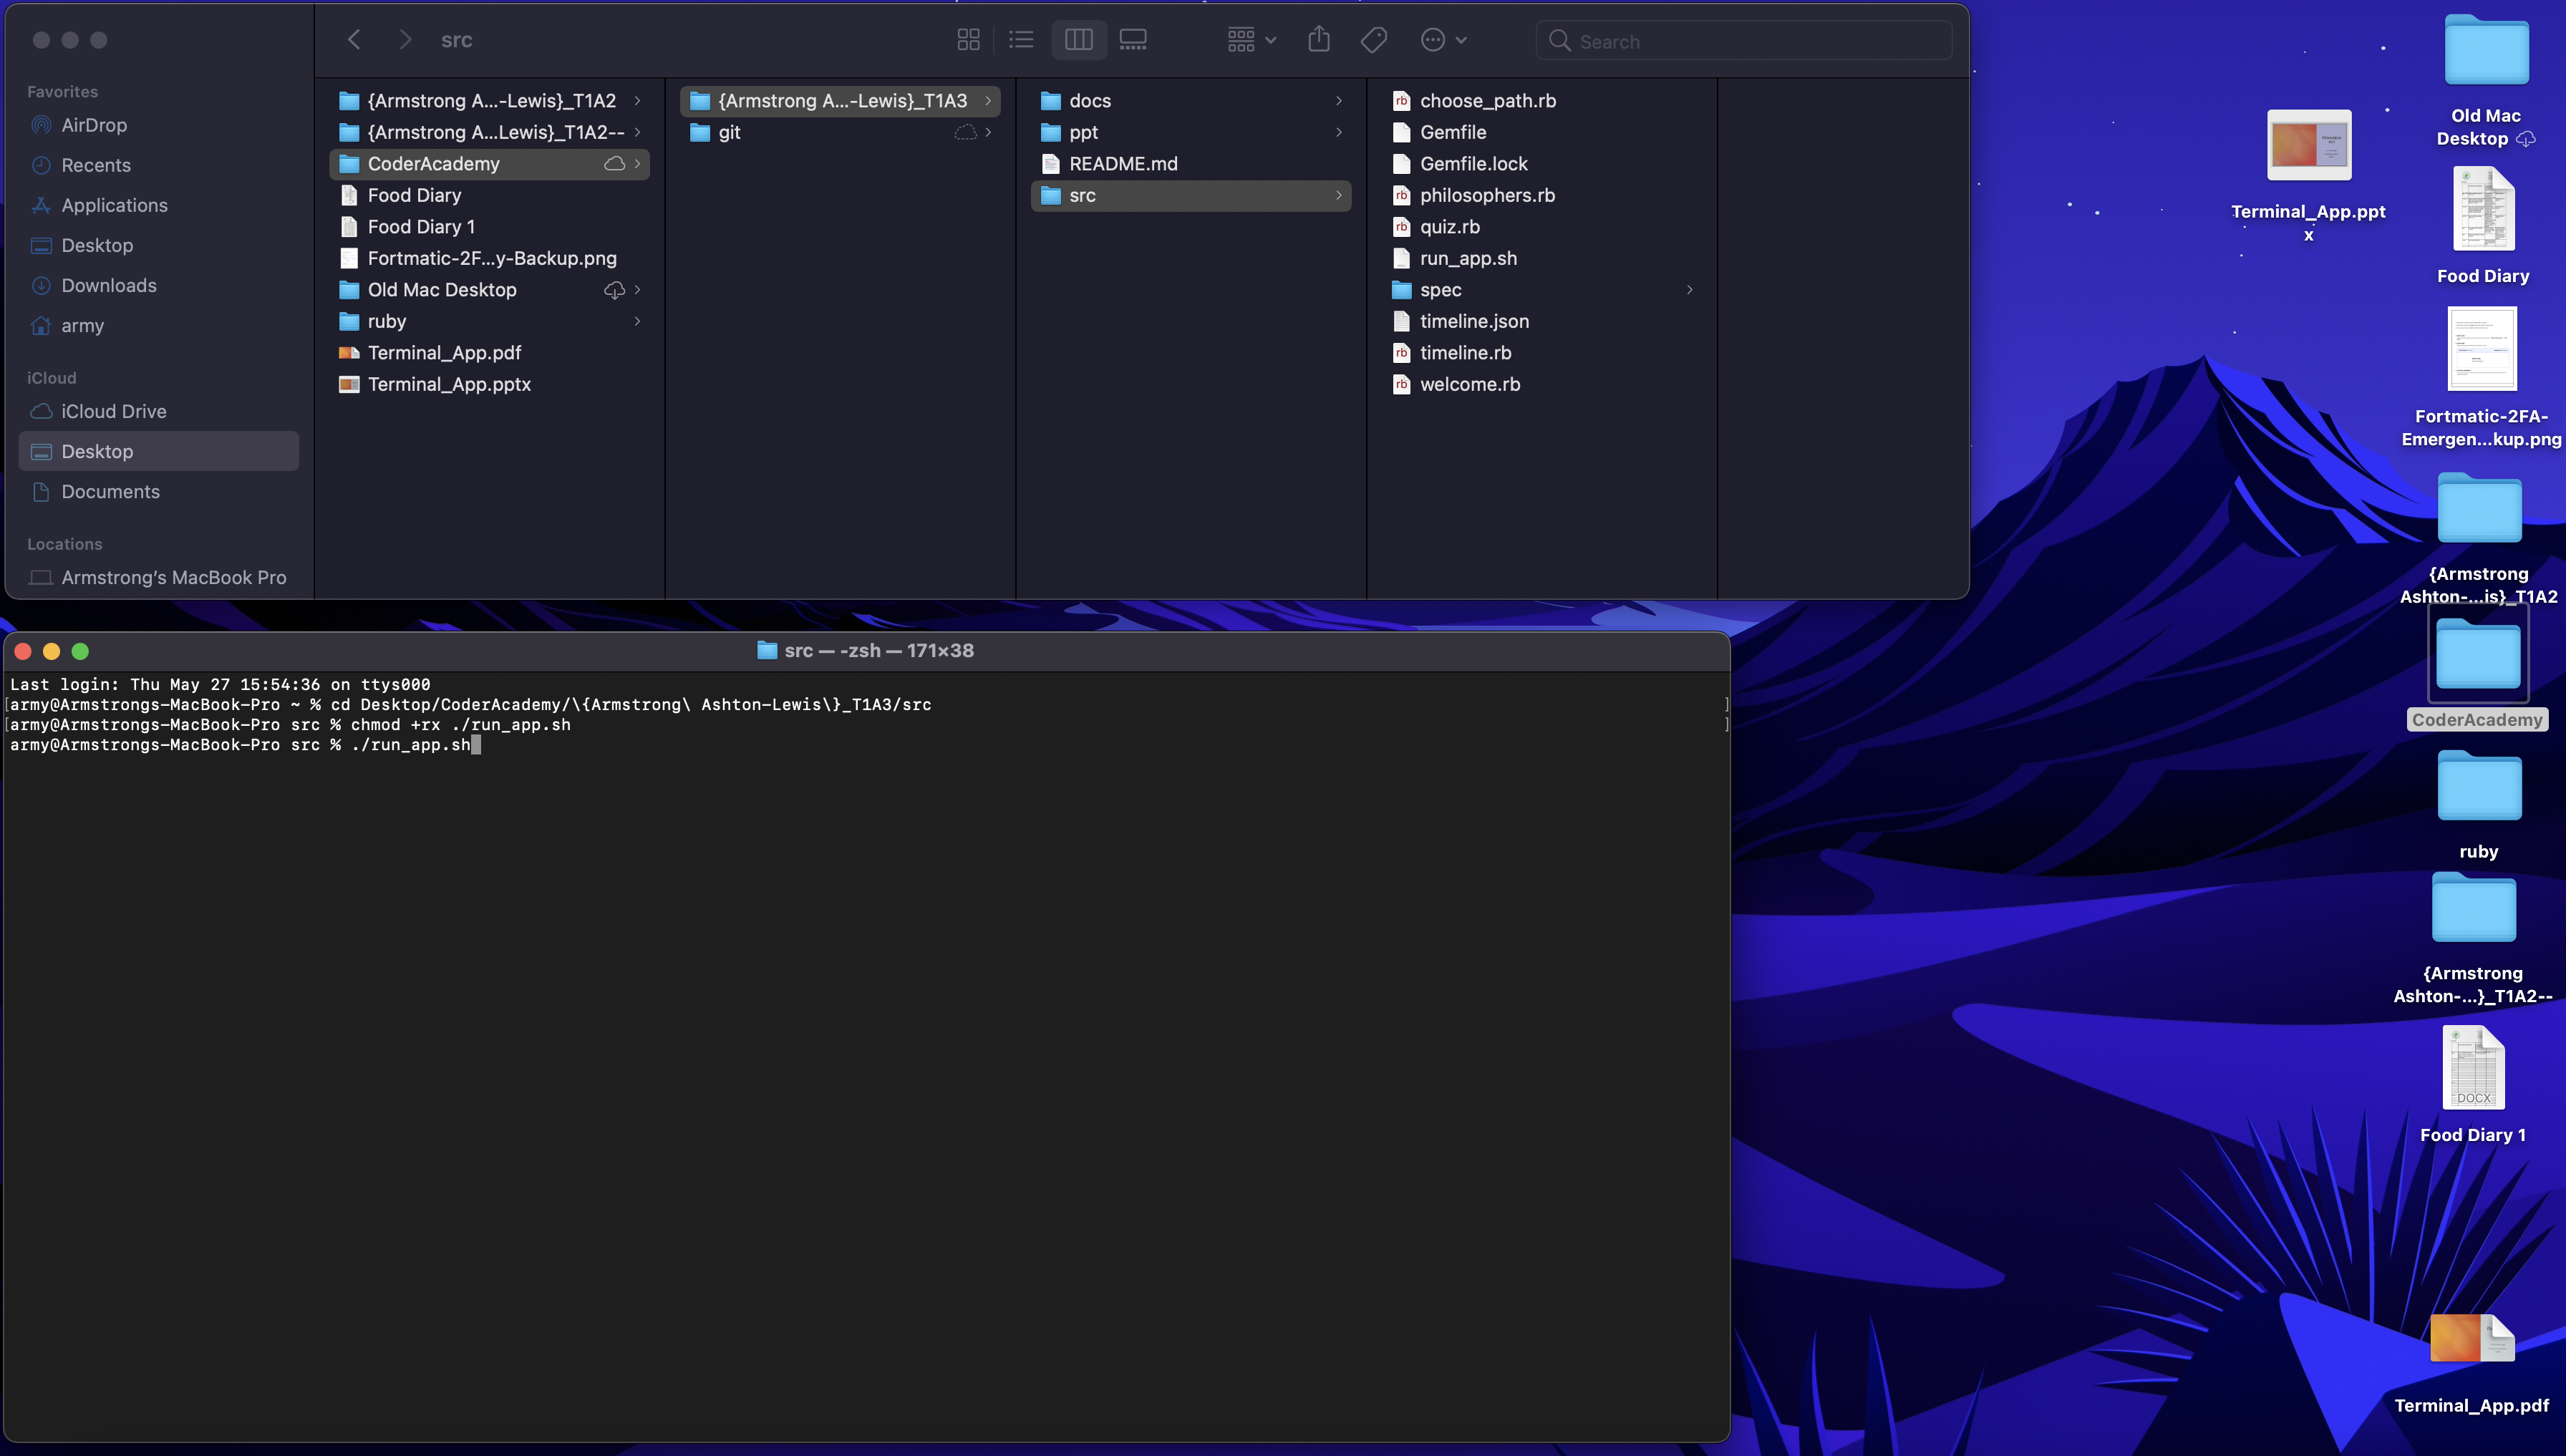 src
Search
Favorites
AirDrop
Recents
Applications
Desktop
Downloads
army
iCloud
iCloud Drive
Desktop
Documents
Locations
Armstrong's MacBook Pro
{Armstrong A...-Lewis}_T1A2
{Armstrong A...Lewis}_T1A2--
CoderAcademy
Food Diary
Food Diary 1
Fortmatic-2F...y-Backup.png
Old Mac Desktop
ruby
Terminal_App.pdf
Terminal_App.pptx
{Armstrong A...-Lewis}_T1A3
git
docs
ppt
README.md
src
choose_path.rb
Gemfile
Gemfile.lock
philosophers.rb
quiz.rb
run_app.sh
spec
timeline.json
timeline.rb
welcome.rb
src — -zsh — 171×38
Last login: Thu May 27 15:54:36 on ttys000
[army@Armstrongs-MacBook-Pro ~ % cd Desktop/CoderAcademy/\{Armstrong\ Ashton-Lewis\}_T1A3/src ]
[army@Armstrongs-MacBook-Pro src % chmod +rx ./run_app.sh ]
army@Armstrongs-MacBook-Pro src % ./run_app.sh
Terminal_App.ppt
x
Old Mac
Desktop
Food Diary
Fortmatic-2FA-
Emergen...kup.png
{Armstrong
Ashton-...is}_T1A2
CoderAcademy
ruby
{Armstrong
Ashton-...}_T1A2--
DOCX
Food Diary 1
Terminal_App.pdf